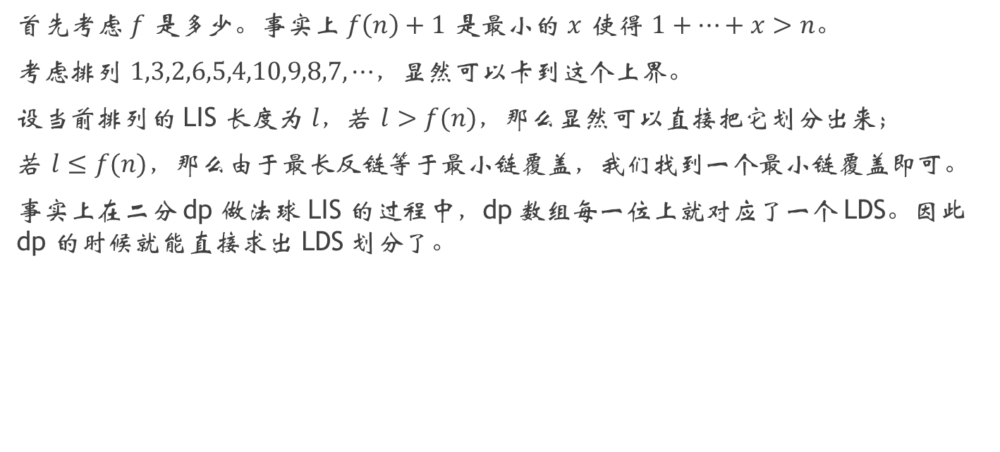 首先考虑 f 是多少。事实上 f(n) + 1 是最小的 x 使得 1 + ⋯ + x > n。
考虑排列 1,3,2,6,5,4,10,9,8,7, ⋯，显然可以卡到这个上界。
设当前排列的 LIS 长度为 l，若 l > f(n)，那么显然可以直接把它划分出来；
若 l ≤ f(n)，那么由于最长反链等于最小链覆盖，我们找到一个最小链覆盖即可。
事实上在二分 dp 做法球 LIS 的过程中，dp 数组每一位上就对应了一个 LDS。因此
dp 的时候就能直接求出 LDS 划分了。